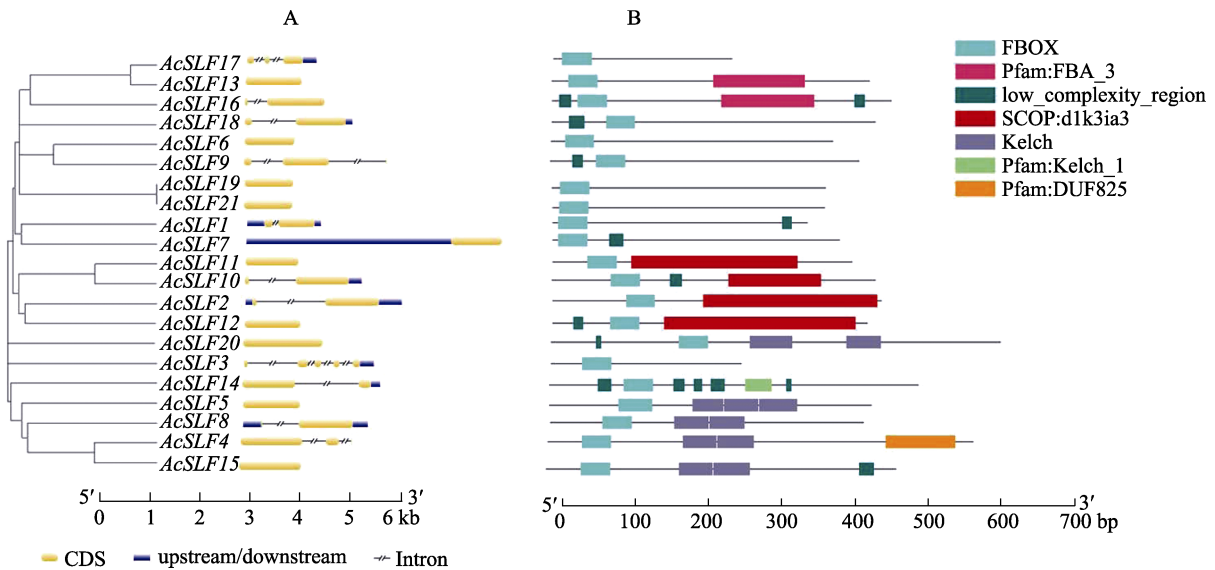 A
B
AcSLF17
AcSLF13
AcSLF16
AcSLF18
AcSLF6
AcSLF9
AcSLF19
AcSLF21
AcSLF1
AcSLF7
AcSLF11
AcSLF10
AcSLF2
AcSLF12
AcSLF20
AcSLF3
AcSLF14
AcSLF5
AcSLF8
AcSLF4
AcSLF15
5′ 3′
0 1 2 3 4 5 6 kb
CDS upstream/downstream Intron
FBOX
Pfam:FBA_3
low_complexity_region
SCOP:d1k3ia3
Kelch
Pfam:Kelch_1
Pfam:DUF825
5′ 3′
0 100 200 300 400 500 600 700 bp